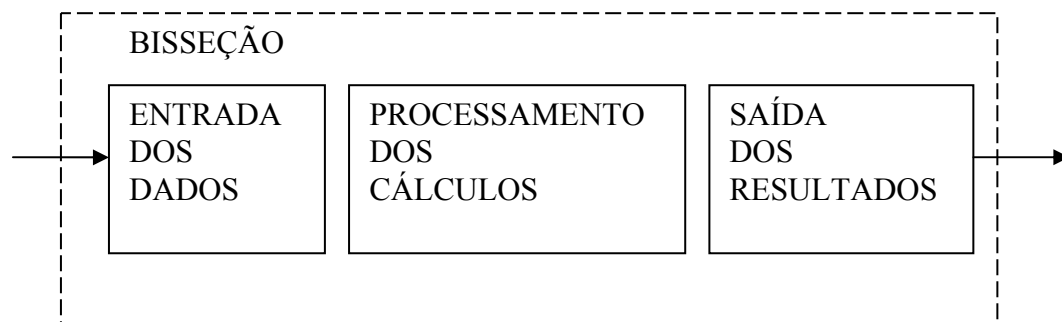 BISSEÇÃO
ENTRADA
DOS
DADOS
PROCESSAMENTO
DOS
CÁLCULOS
SAÍDA
DOS
RESULTADOS